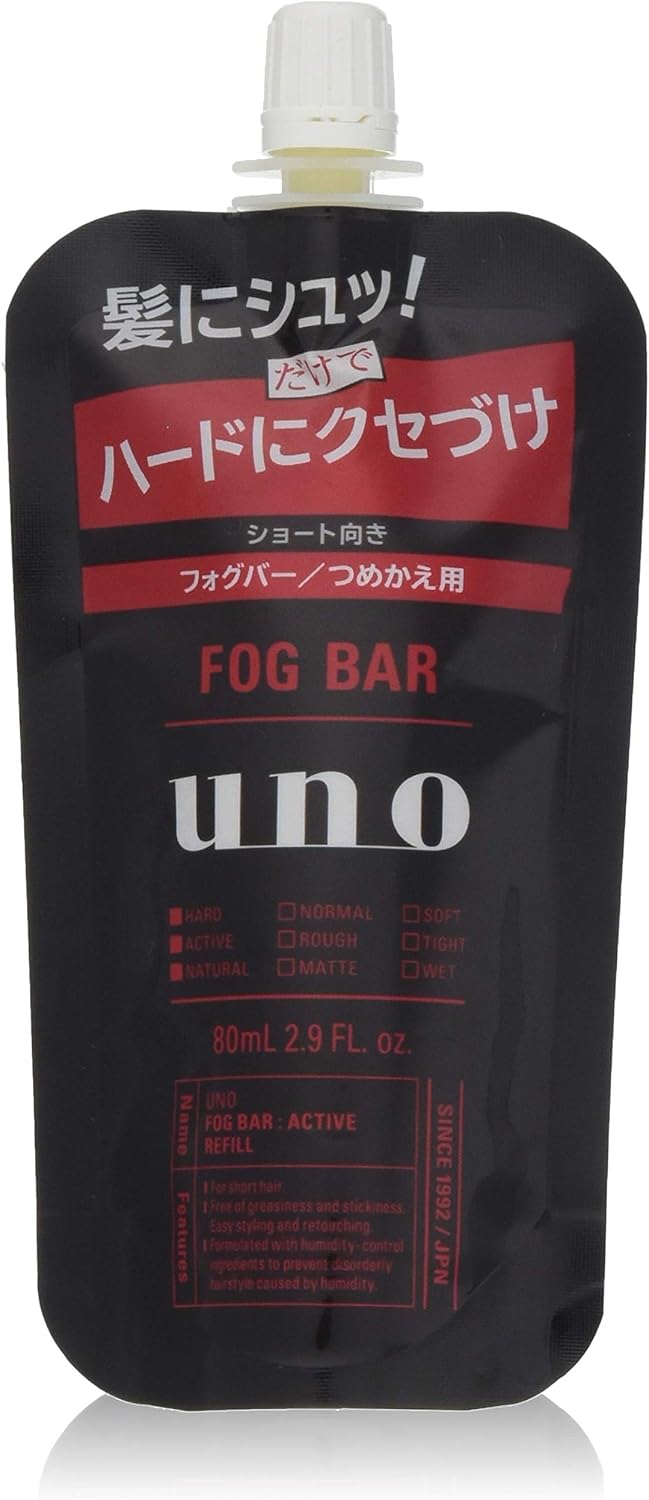 髪にシュッ!
だけで
ハードにクセづけ
ショート向き
フォグバー/つめかえ用
FOG BAR
uno
HARD NORMAL SOFT
ACTIVE ROUGH TIGHT
NATURAL MATTE WET
80mL 2.9 FL. oz.
Name
UNO
FOG BAR : ACTIVE
REFILL
Fentures
For short hair.
Free of greasiness and stickiness.
Easy styling and retouching
Formulated with humidity-control
ingredients to prevent disorderly
hairstyle caused by humidity.
SINCE 1992 / JPN